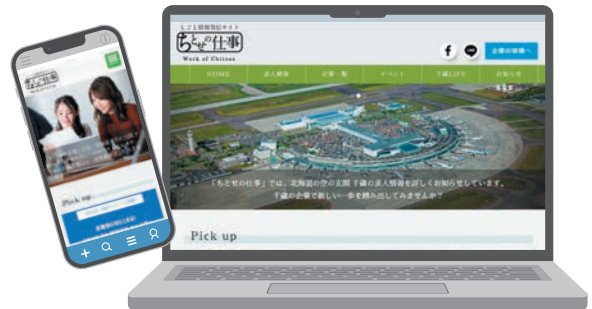 しごと情報発信サイト
ちとせの仕事
Work of Chitose
企業の皆様へ
HOME 求人検索 企業一覧 イベント 千歳LIFE お知らせ
「ちとせの仕事」では、北海道の空の玄関 千歳の求人情報を詳しくお知らせしています。
千歳の企業で新しい一歩を踏み出してみませんか?
Pick up
ちとせの仕事
Work of Chitose
Pick up